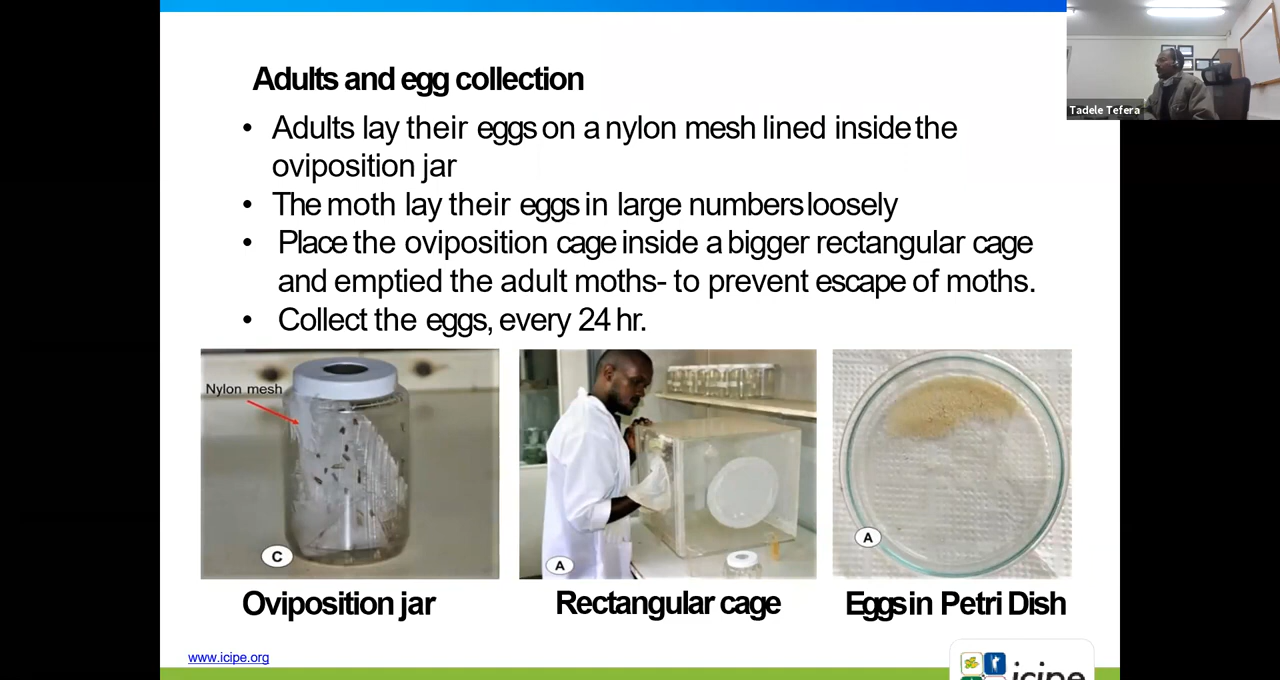 Adults and egg collection
Tadele Tefera
• Adults lay their eggs on a nylon mesh lined inside the
oviposition jar
• The moth lay their eggs in large numbers loosely
• Place the oviposition cage inside a bigger rectangular cage
and emptied the adult moths- to prevent escape of moths.
• Collect the eggs, every 24 hr.
Nylon mesh
C
A
A
Oviposition jar
Rectangular cage
Eggs in Petri Dish
www.icipe.org
icipe